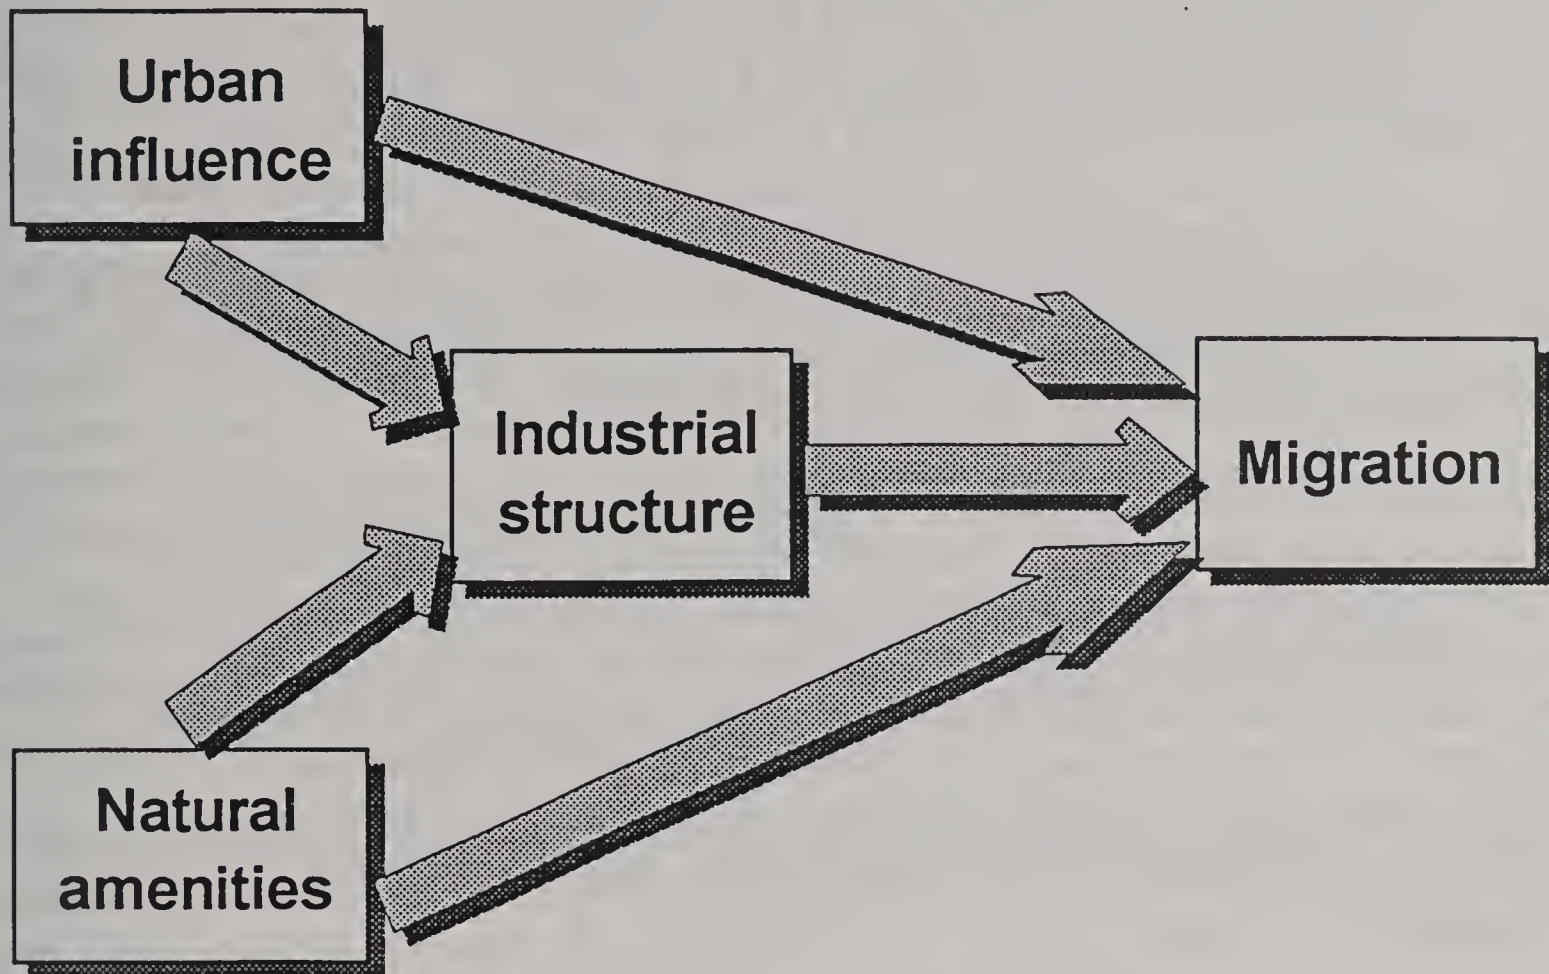 Urban
influence
Industrial
structure
Migration
Natural
amenities